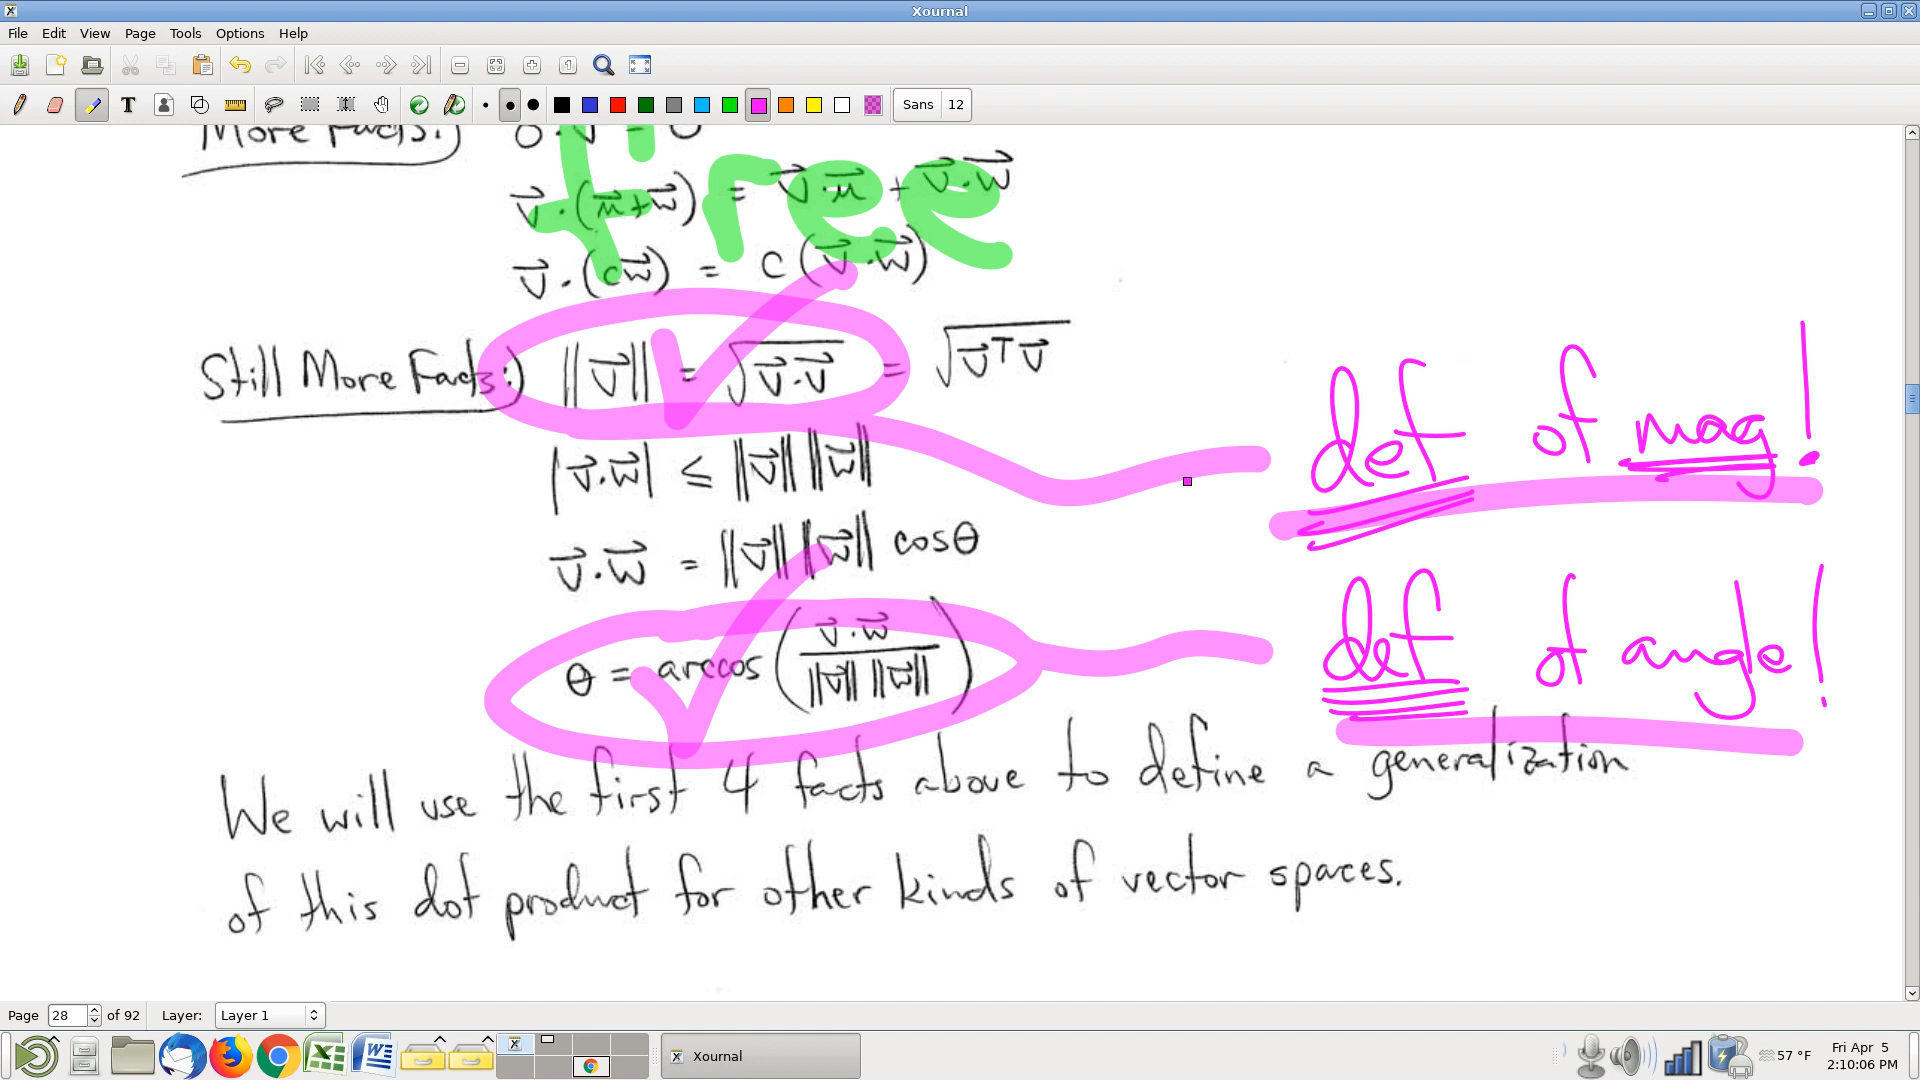 Xournal
File Edit View Page Tools Options Help
Sans 12
More Facts:)
free
v⃗·(u⃗+w⃗) = v⃗·u⃗ + v⃗·w⃗
v⃗·(cw⃗) = c(v⃗·w⃗)
Still More Facts:) ||v⃗|| = √(v⃗·v⃗) = √(v⃗ᵀv⃗)
def of mag!
|v⃗·w⃗| ≤ ||v⃗|| ||w⃗||
v⃗·w⃗ = ||v⃗|| ||w⃗|| cosθ
θ = arccos(v⃗·w⃗ / ||v⃗|| ||w⃗||)
def of angle!
We will use the first 4 facts above to define a generalization
of this dot product for other kinds of vector spaces.
Page 28 of 92 Layer: Layer 1
Xournal
57 °F
Fri Apr 5
2:10:06 PM